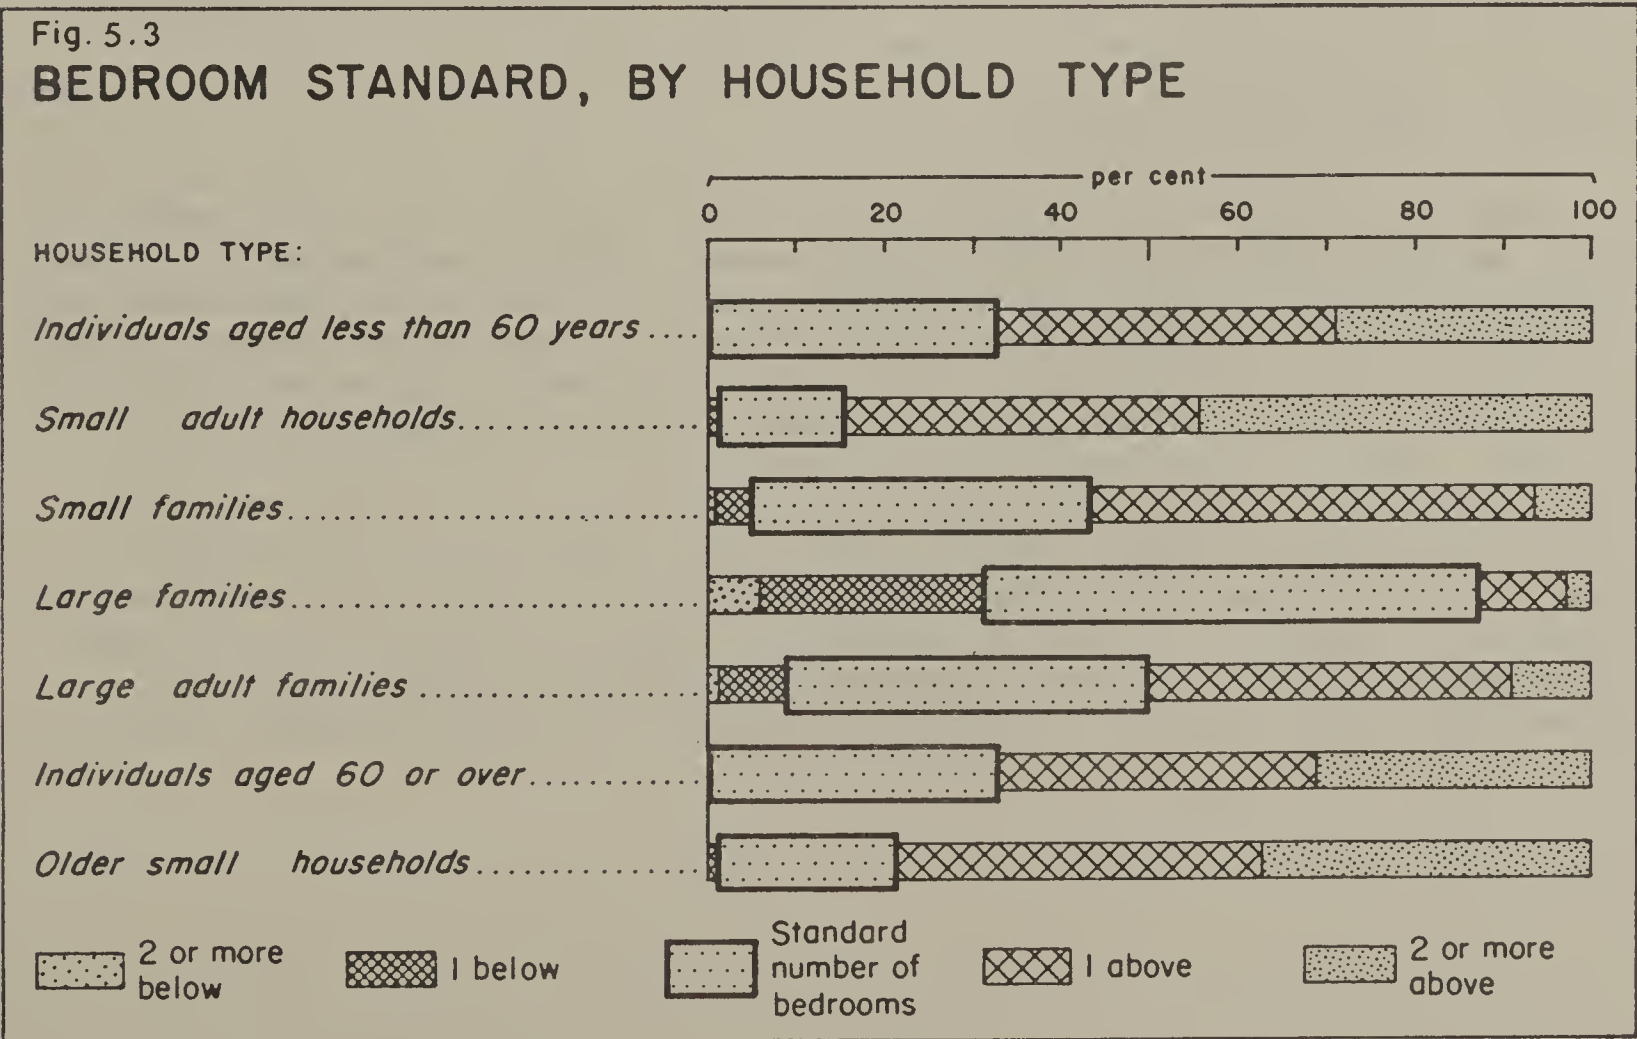 Fig. 5.3
BEDROOM STANDARD, BY HOUSEHOLD TYPE
per cent
0 20 40 60 80 100
HOUSEHOLD TYPE:
Individuals aged less than 60 years....
Small adult households................
Small families..........................
Large families..........................
Large adult families ..................
Individuals aged 60 or over...........
Older small households...............
2 or more below
1 below
Standard number of bedrooms
1 above
2 or more above